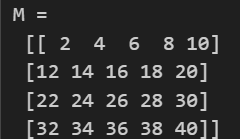 M =
[[ 2  4  6  8 10]
[12 14 16 18 20]
[22 24 26 28 30]
[32 34 36 38 40]]